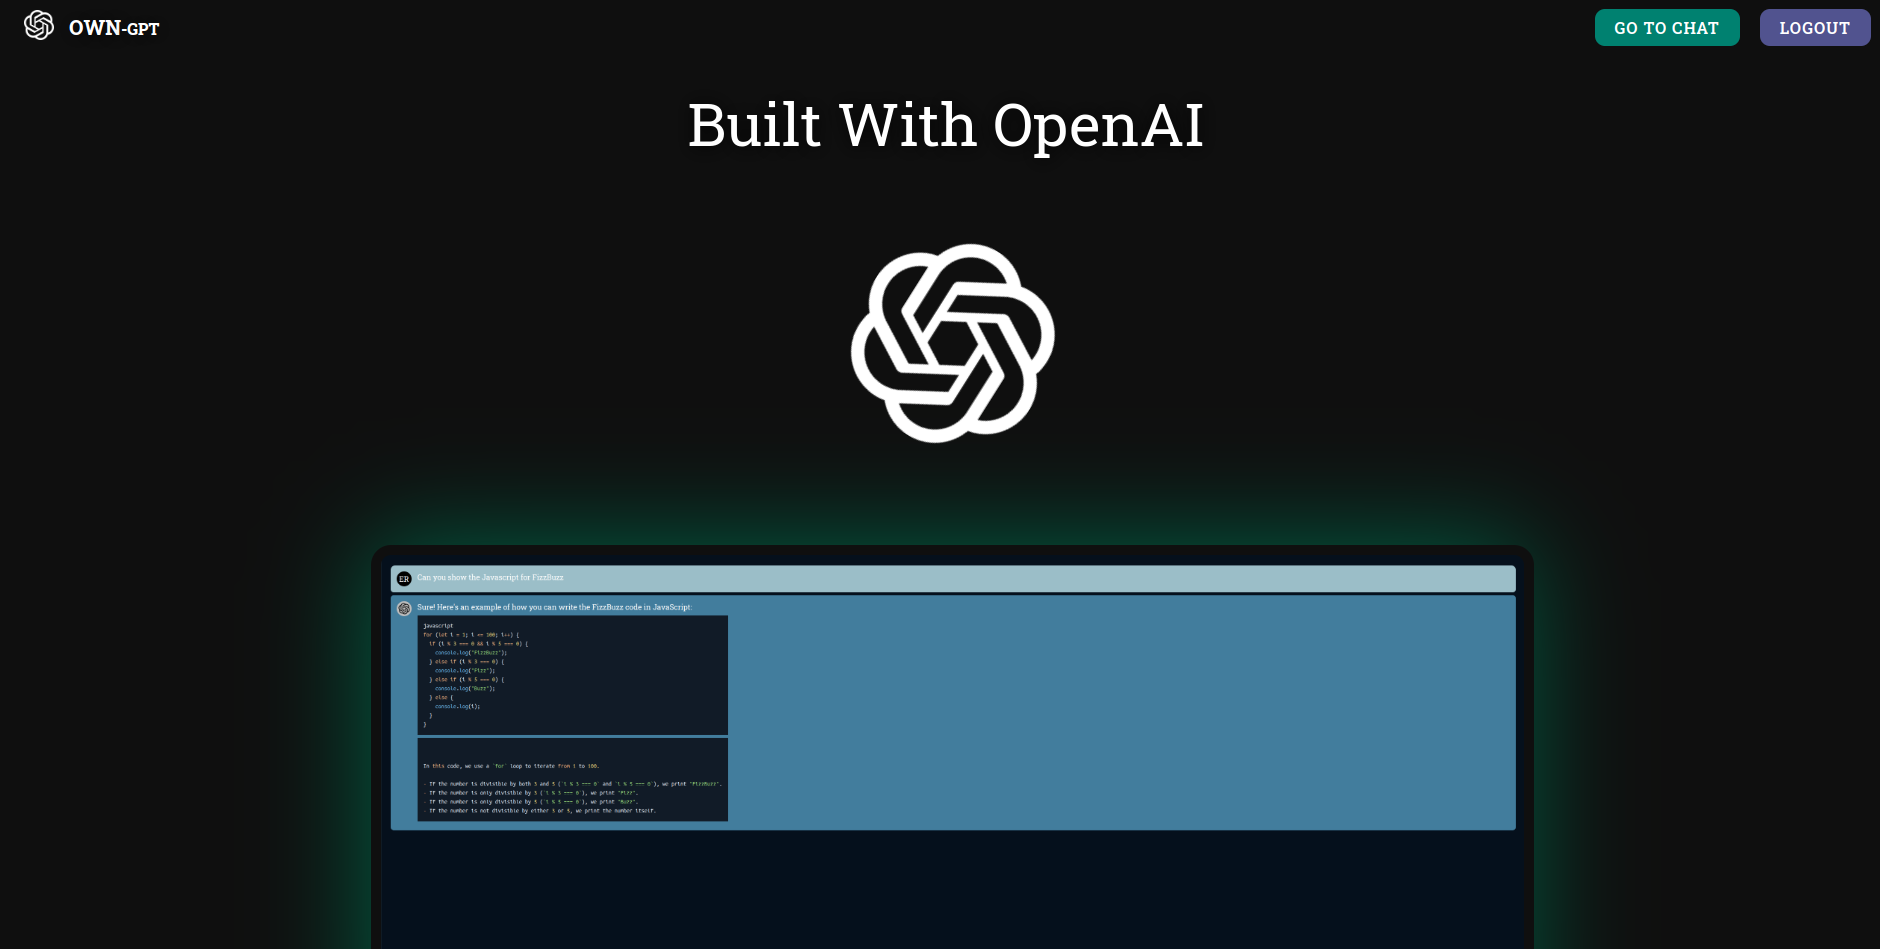 OWN-GPT
GO TO CHAT
LOGOUT
Built With OpenAI
ER
Can you show the Javascript for FizzBuzz
Sure! Here's an example of how you can write the FizzBuzz code in JavaScript:
javascript
for (let i = 1; i <= 100; i++) {
if (i % 3 === 0 && i % 5 === 0) {
console.log("FizzBuzz");
} else if (i % 3 === 0) {
console.log("Fizz");
} else if (i % 5 === 0) {
console.log("Buzz");
} else {
console.log(i);
}
}
In this code, we use a `for` loop to iterate from 1 to 100.
- If the number is divisible by both 3 and 5 (`i % 3 === 0` and `i % 5 === 0`), we print "FizzBuzz".
- If the number is only divisible by 3 (`i % 3 === 0`), we print "Fizz".
- If the number is only divisible by 5 (`i % 5 === 0`), we print "Buzz".
- If the number is not divisible by either 3 or 5, we print the number itself.